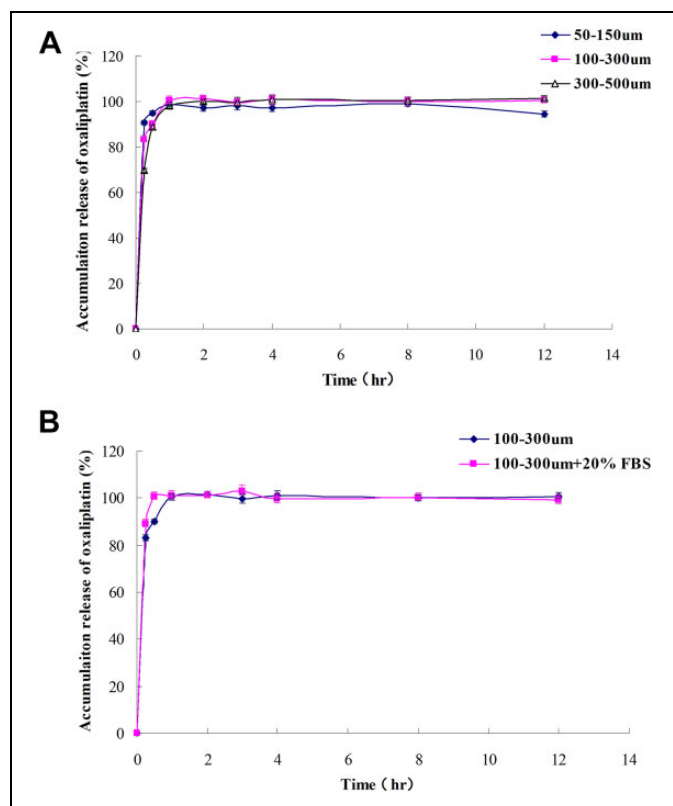 A
50-150um
100-300um
300-500um
Accumulaiton release of oxaliplatin (%)
120
100
80
60
40
20
0
0 2 4 6 8 10 12 14
Time (hr)
B
100-300um
100-300um+20% FBS
Accumulaiton release of oxaliplatin (%)
120
100
80
60
40
20
0
0 2 4 6 8 10 12 14
Time (hr)